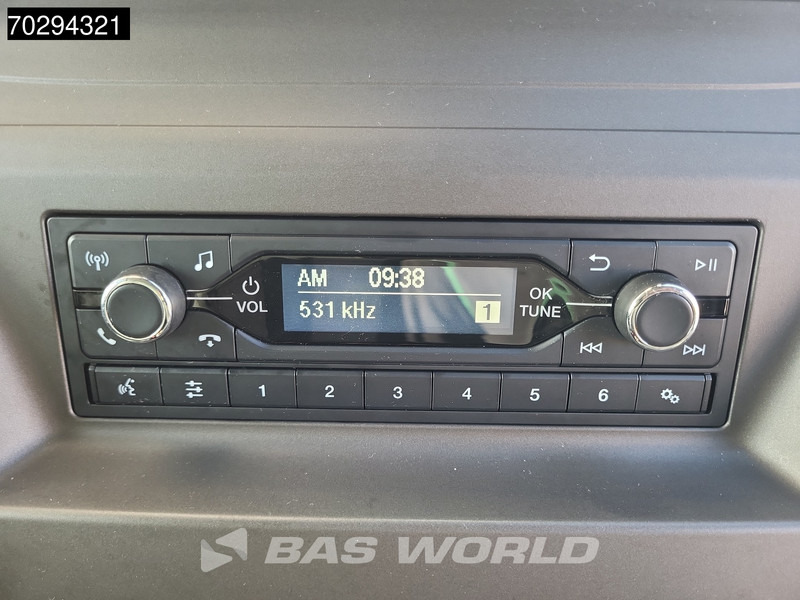 70294321
AM 09:38
531 kHz 1
VOL
OK
TUNE
1 2 3 4 5 6
BAS WORLD